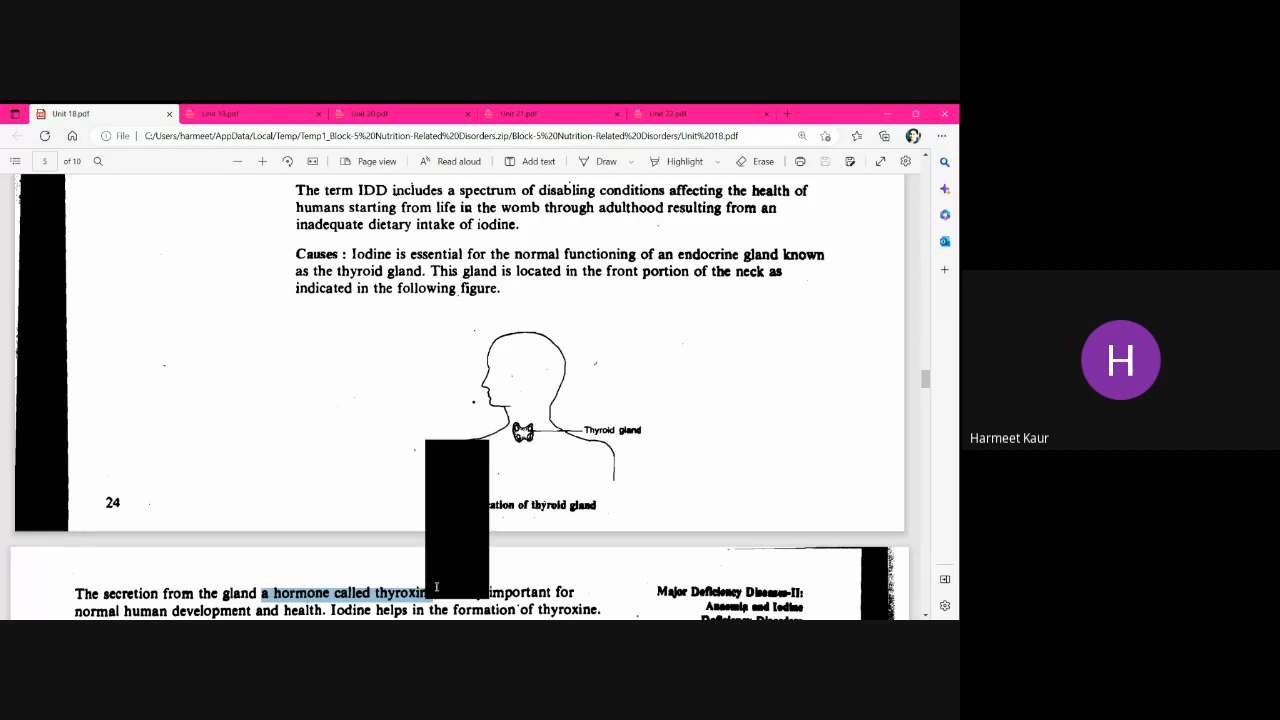 Unit 18.pdf
Unit 19.pdf
Unit 20.pdf
Unit 21.pdf
Unit 22.pdf
File
C:/Users/harmeet/AppData/Local/Temp/Temp1_Block-5%20Nutrition-Related%20Disorders.zip/Block-5%20Nutrition-Related%20Disorders/Unit%2018.pdf
5 of 10
Page view
Read aloud
Add text
Draw
Highlight
Erase
The term IDD includes a spectrum of disabling conditions affecting the health of
humans starting from life in the womb through adulthood resulting from an
inadequate dietary intake of iodine.
Causes : Iodine is essential for the normal functioning of an endocrine gland known
as the thyroid gland. This gland is located in the front portion of the neck as
indicated in the following figure.
Thyroid gland
of thyroid gland
24
The secretion from the gland a hormone called important for
normal human development and health. Iodine helps in the formation of thyroxine.
Major Deficiency Diseases-II:
Anaemia and Iodine
Deficiency Disorders
H
Harmeet Kaur